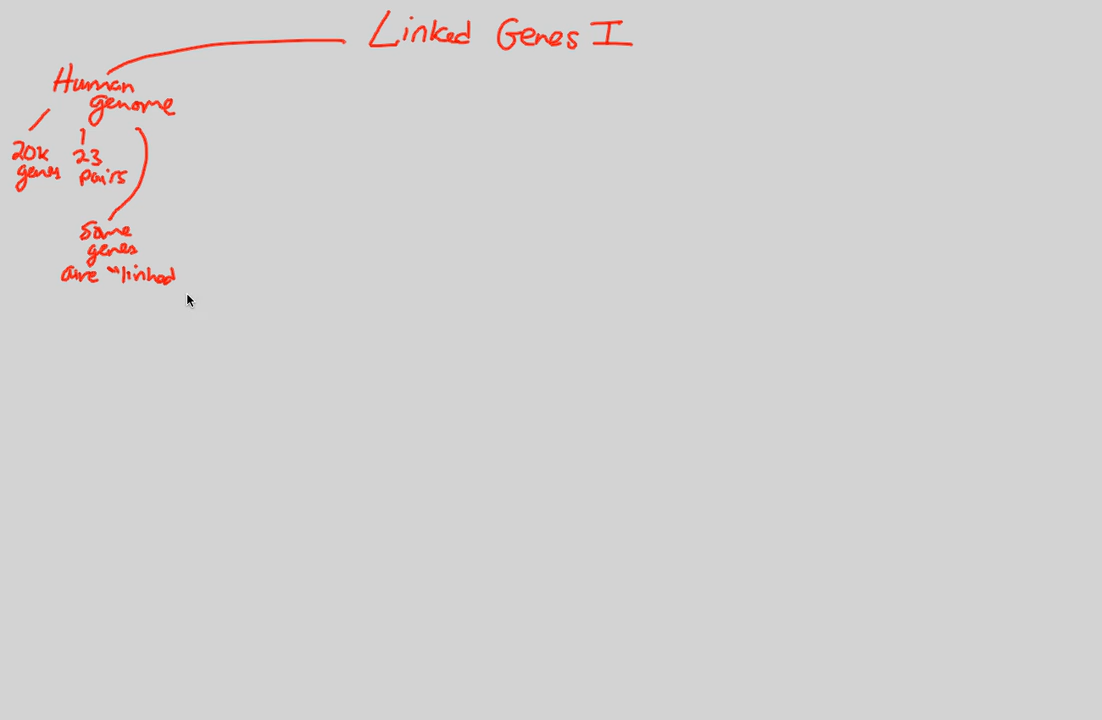 Linked Genes I
Human
genome
20k
genes
23
pairs
Some
genes
are "linked